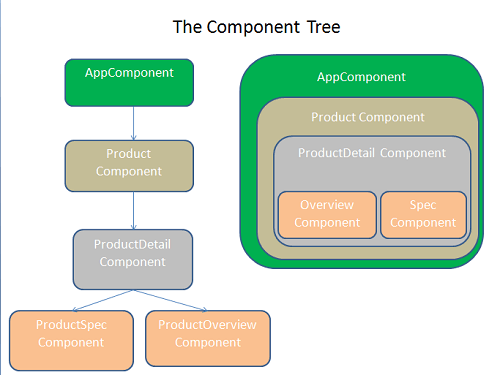 The Component Tree
AppComponent
Product
Component
ProductDetail
Component
ProductSpec
Component
ProductOverview
Component
AppComponent
Product Component
ProductDetail Component
Overview
Component
Spec
Component